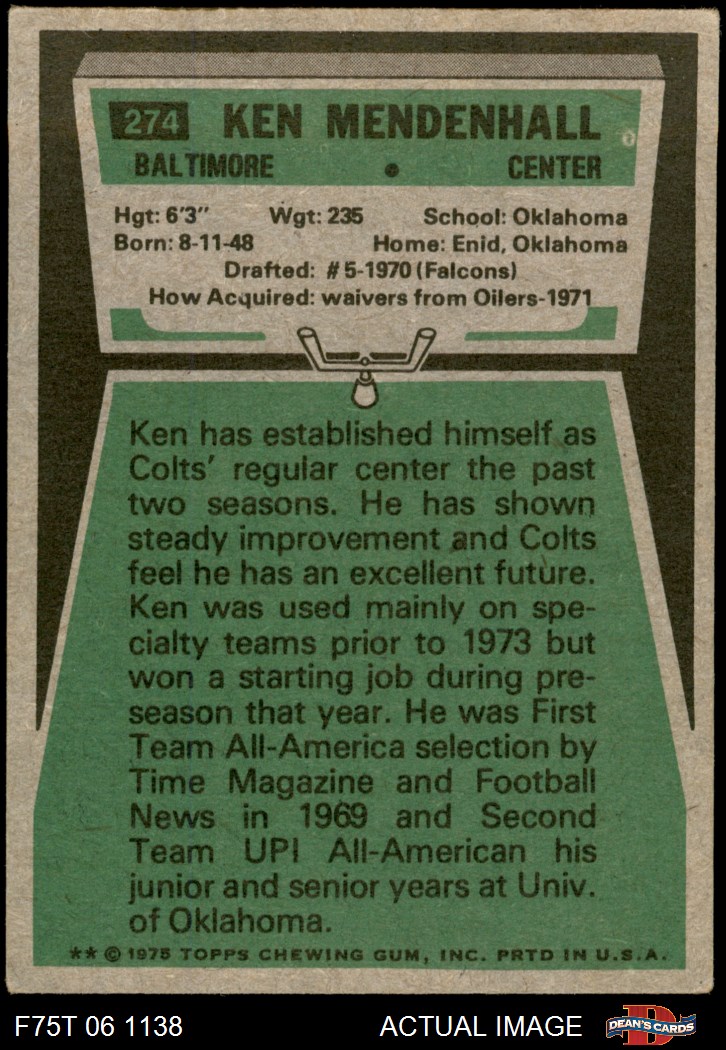 274 KEN MENDENHALL
BALTIMORE • CENTER
Hgt: 6'3" Wgt: 235 School: Oklahoma
Born: 8-11-48 Home: Enid, Oklahoma
Drafted: #5-1970 (Falcons)
How Acquired: waivers from Oilers-1971
Ken has established himself as
Colts' regular center the past
two seasons. He has shown
steady improvement and Colts
feel he has an excellent future.
Ken was used mainly on spe-
cialty teams prior to 1973 but
won a starting job during pre-
season that year. He was First
Team All-America selection by
Time Magazine and Football
News in 1969 and Second
Team UPI All-American his
junior and senior years at Univ.
of Oklahoma.
** © 1975 TOPPS CHEWING GUM, INC. PRTD IN U.S.A.
F75T 06 1138 ACTUAL IMAGE D DEAN'S CARDS